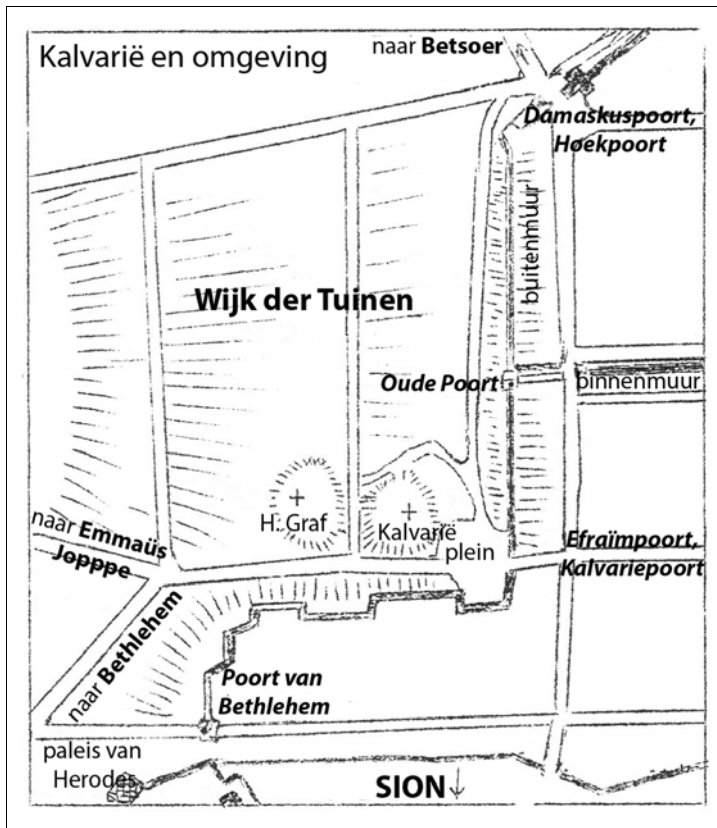 Kalvarië en omgeving
naar Betsoer
Damaskuspoort,
Hoekpoort
buitenmuur
Wijk der Tuinen
Oude Poort
binnenmuur
H. Graf
Kalvarië
plein
naar Emmaüs
Jopppe
Efraïmpoort,
Kalvariepoort
naar Bethlehem
Poort van
Bethlehem
paleis van
Herodes
SION